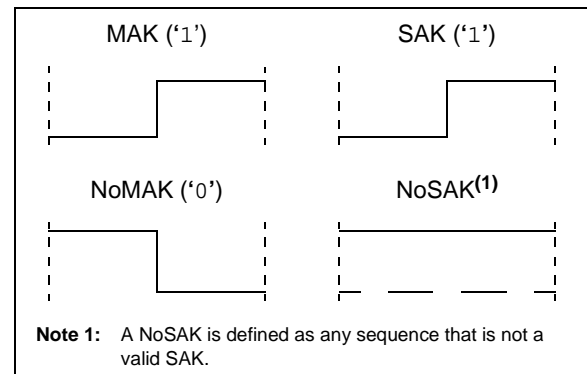 MAK (‘1’) SAK (‘1’)
NoMAK (‘0’) NoSAK(1)
Note 1: A NoSAK is defined as any sequence that is not a
valid SAK.